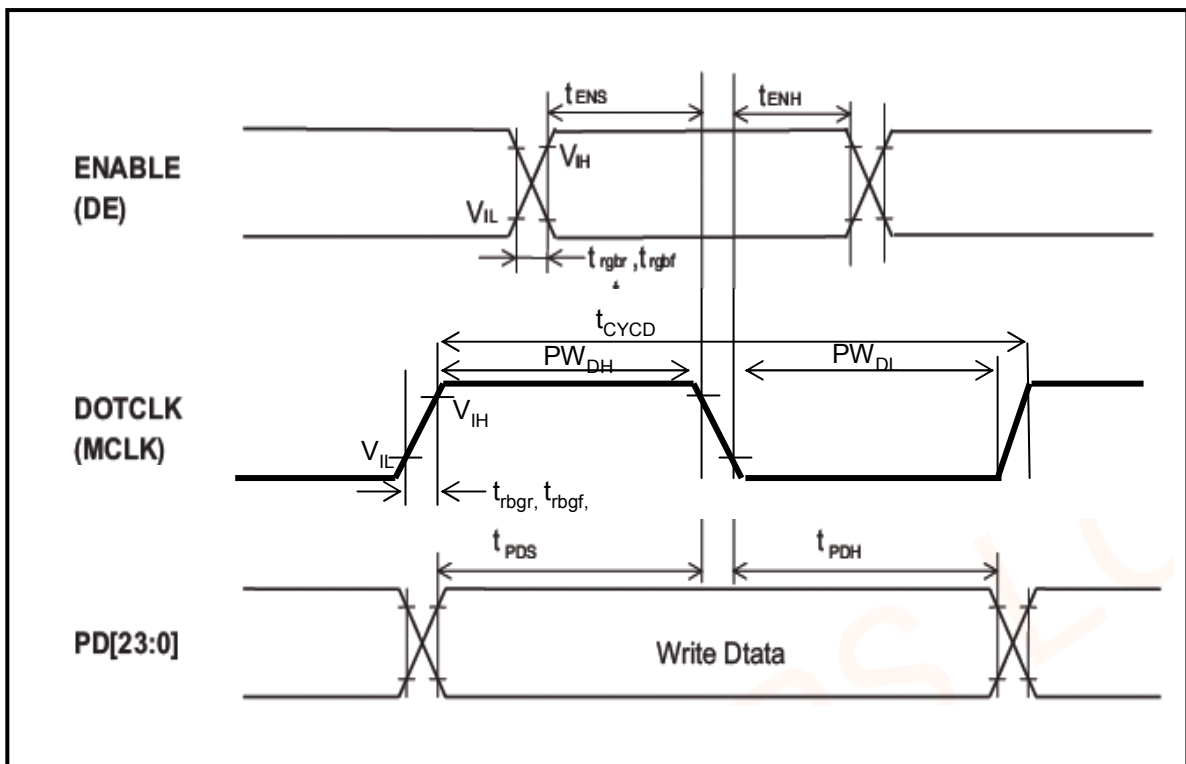 tENS
tENH
ENABLE
(DE)
VIH
VIL
trgbr ,trgbf
tCYCD
PWDH
PWDL
DOTCLK
(MCLK)
VIH
VIL
trbgr, trbgf,
tPDS
tPDH
PD[23:0]
Write Dtata